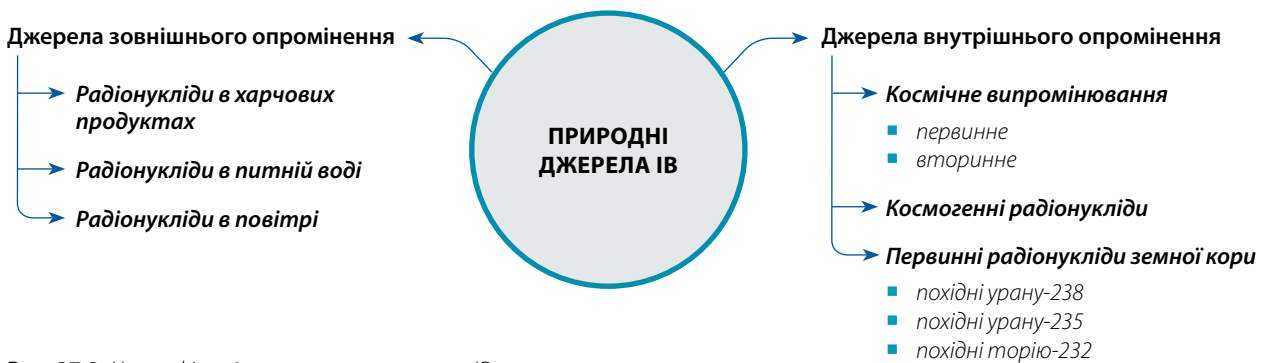 Джерела зовнішнього опромінення
Радіонукліди в харчових
продуктах
Радіонукліди в питній воді
Радіонукліди в повітрі
ПРИРОДНІ
ДЖЕРЕЛА ІВ
Джерела внутрішнього опромінення
Космічне випромінювання
первинне
вторинне
Космогенні радіонукліди
Первинні радіонукліди земної кори
похідні урану-238
похідні урану-235
похідні торію-232